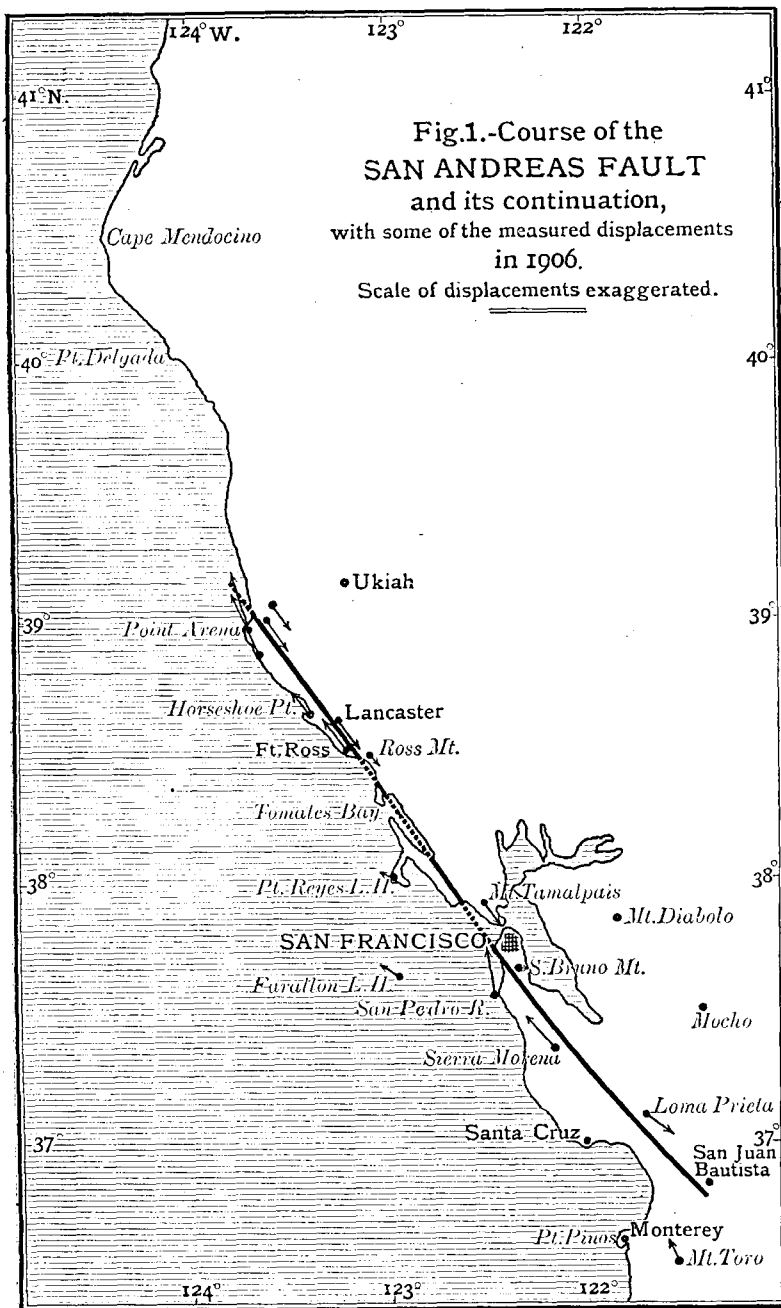 124° W.
123°
122°
41° N.
41°
Fig.1.-Course of the
SAN ANDREAS FAULT
and its continuation,
with some of the measured displacements
in 1906.
Scale of displacements exaggerated.
Cape Mendocino
40°
Pt. Delgada
40°
Ukiah
39°
Point Arena
39°
Horseshoe Pt.
Lancaster
Ft. Ross
Ross Mt.
Tomales Bay
38°
Pt. Reyes L.H.
Mt. Tamalpais
38°
Mt. Diabolo
SAN FRANCISCO
S. Bruno Mt.
Farallon L.H.
San Pedro R.
Mocho
Sierra Morena
Loma Prieta
37°
Santa Cruz
37°
San Juan
Bautista
Pt. Pinos
Monterey
Mt. Toro
124°
123°
122°